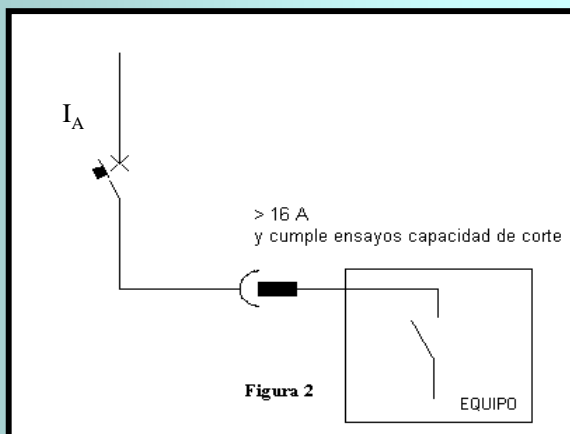 I_A
> 16 A
y cumple ensayos capacidad de corte
Figura 2
EQUIPO